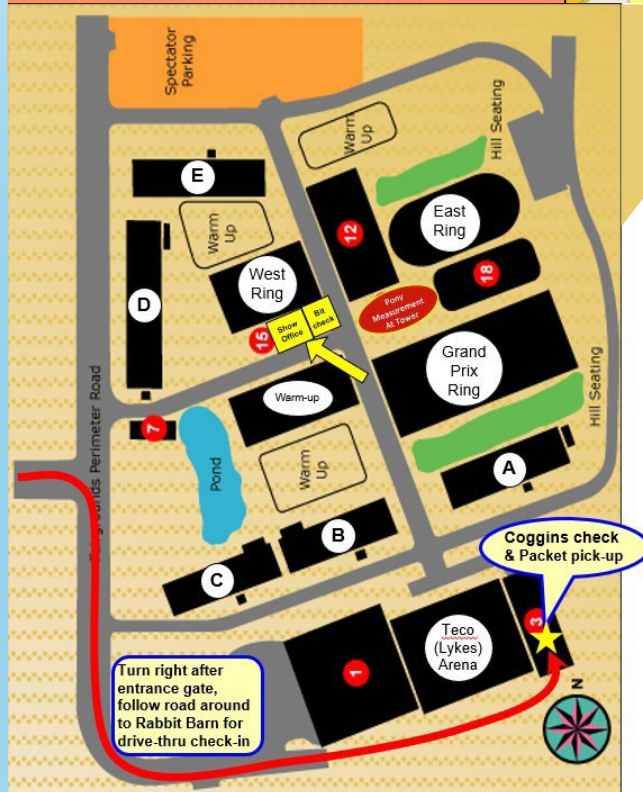 Spectator
Parking
Warm
Up
Hill Seating
E
Warm
Up
12
East
Ring
D
West
Ring
18
15
Show
Office
Bit
check
Pony
Measurement
At Tower
Grand
Prix
Ring
Warm-up
7
Pond
Warm
Up
Hill Seating
A
Perimeter Road
B
C
Coggins check
& Packet pick-up
3
Teco
(Lykes)
Arena
1
Turn right after
entrance gate,
follow road around
to Rabbit Barn for
drive-thru check-in
N